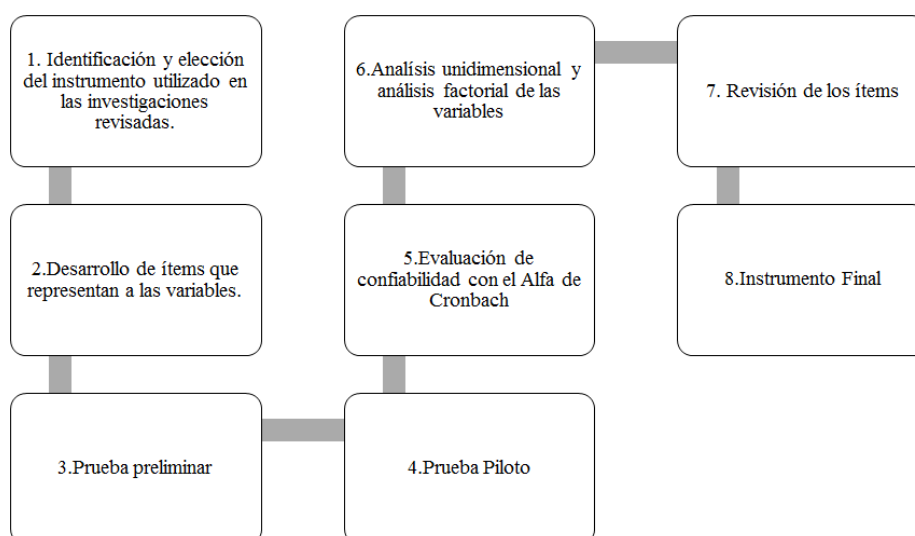 1. Identificación y elección
del instrumento utilizado en
las investigaciones
revisadas.
2.Desarrollo de ítems que
representan a las variables.
3.Prueba preliminar
4.Prueba Piloto
5.Evaluación de
confiabilidad con el Alfa de
Cronbach
6.Analísis unidimensional y
análisis factorial de las
variables
7. Revisión de los ítems
8.Instrumento Final